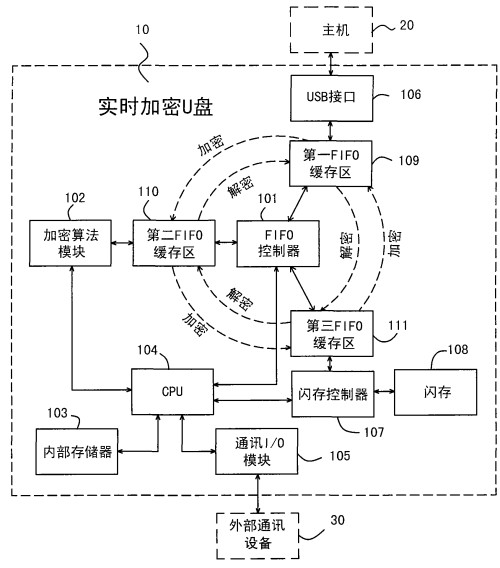 主机
20
10
实时加密U盘
USB接口
106
加密
第一FIFO
缓存区
109
解密
102
110
101
加密算法
模块
第二FIFO
缓存区
FIFO
控制器
解密
加密
解密
加密
第三FIFO
缓存区
111
104
CPU
闪存控制器
107
108
闪存
103
内部存储器
通讯I/O
模块
105
外部通讯
设备
30